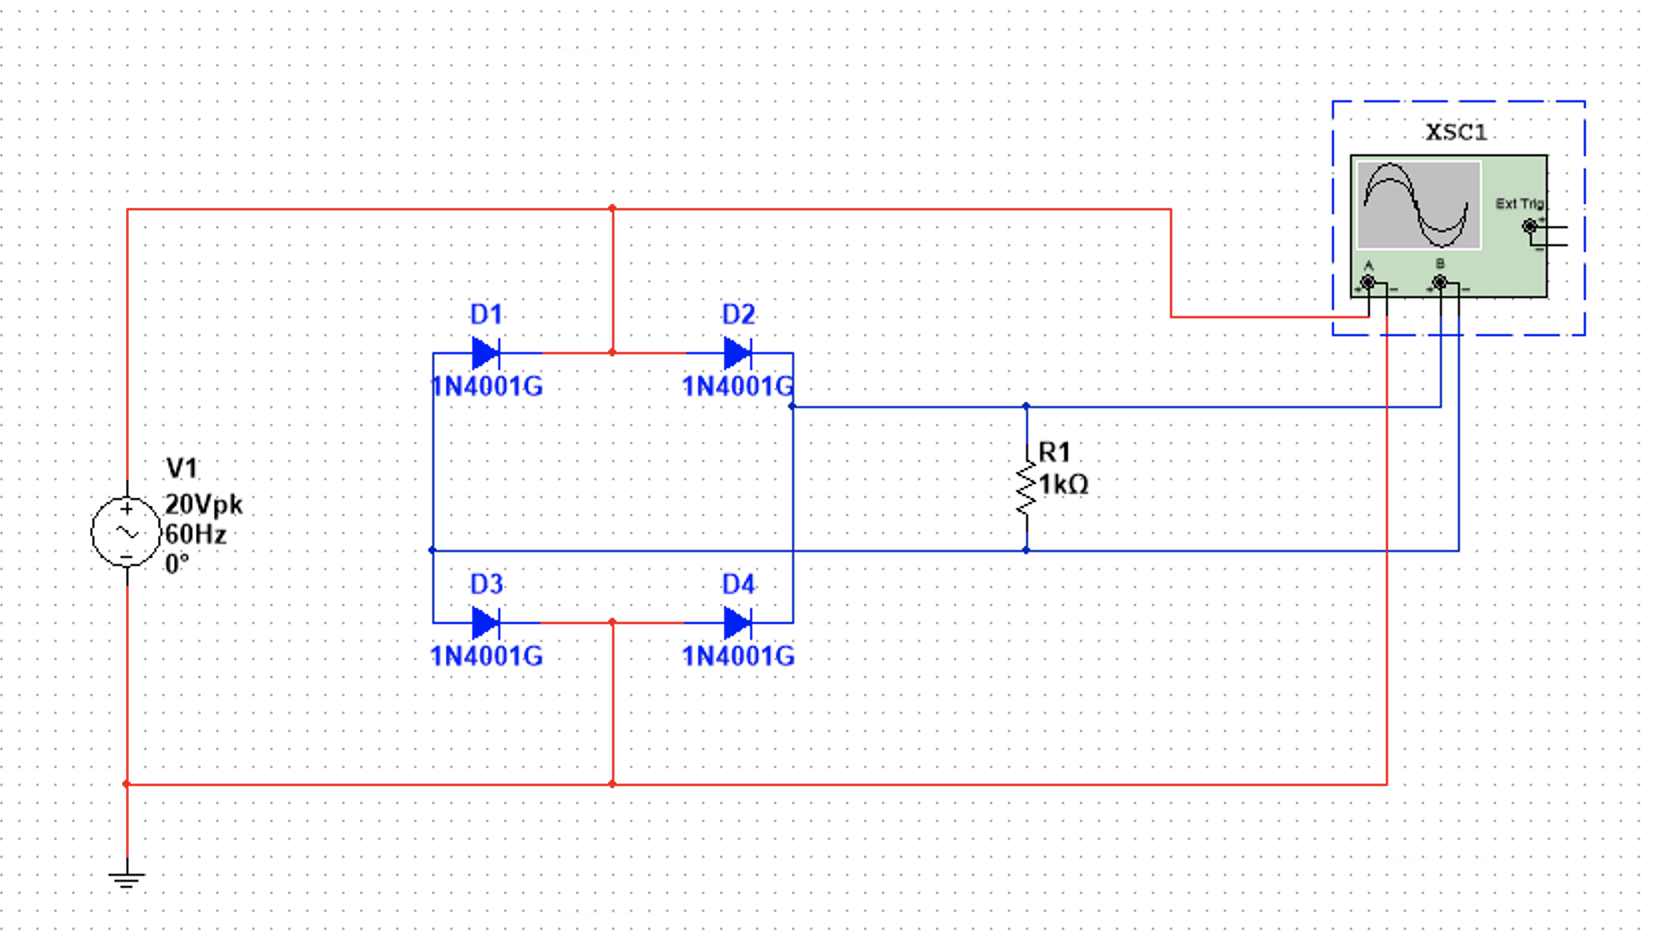 XSC1
Ext Trig
+
−
A
B
+ − + −
D1
D2
1N4001G
1N4001G
R1
1kΩ
V1
20Vpk
60Hz
0°
+
−
D3
D4
1N4001G
1N4001G